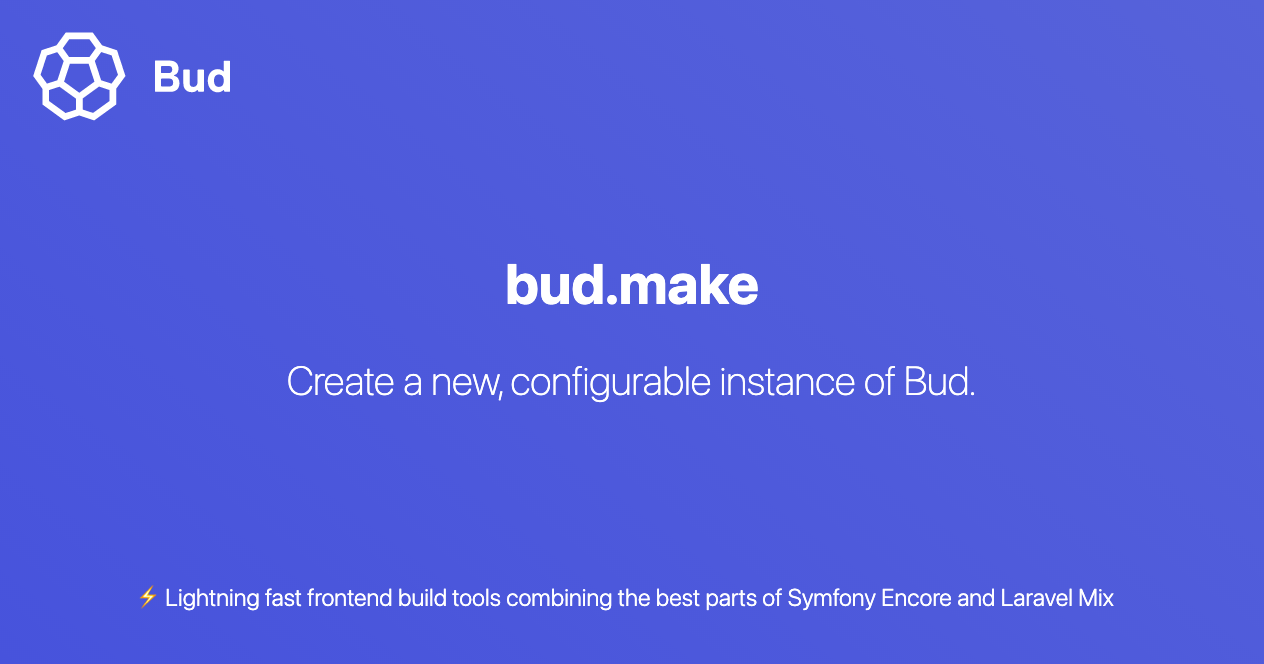 Bud
bud.make
Create a new, configurable instance of Bud.
⚡ Lightning fast frontend build tools combining the best parts of Symfony Encore and Laravel Mix